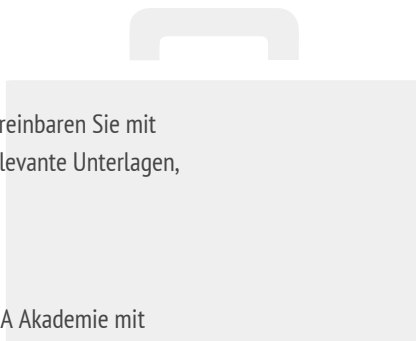 reinbaren Sie mit
levante Unterlagen,
A Akademie mit